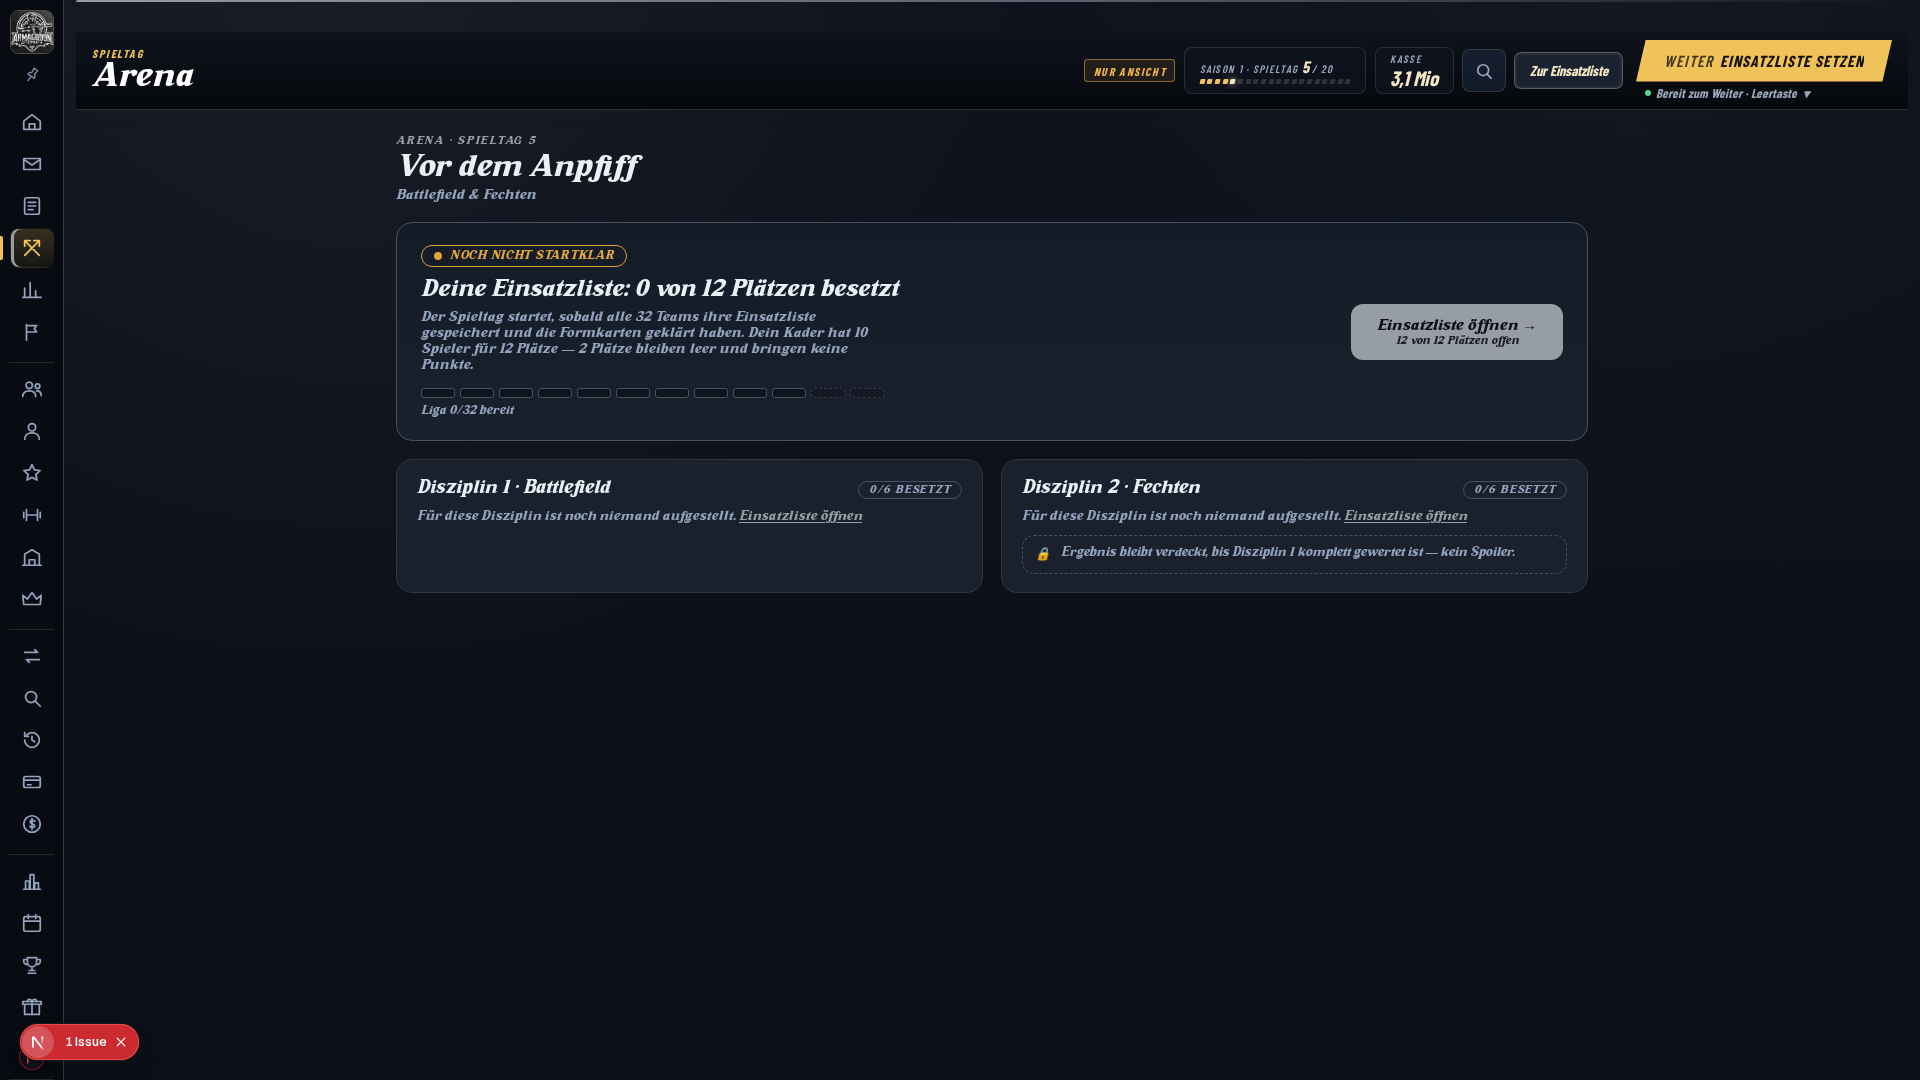 ARMAGEDDON
SPIELTAG
Arena
NUR ANSICHT
SAISON 1 · SPIELTAG 5 / 20
KASSE
3,1 Mio
Zur Einsatzliste
WEITER EINSATZLISTE SETZEN
Bereit zum Weiter · Leertaste ▼
ARENA · SPIELTAG 5
Vor dem Anpfiff
Battlefield & Fechten
NOCH NICHT STARTKLAR
Deine Einsatzliste: 0 von 12 Plätzen besetzt
Der Spieltag startet, sobald alle 32 Teams ihre Einsatzliste
gespeichert und die Formkarten geklärt haben. Dein Kader hat 10
Spieler für 12 Plätze — 2 Plätze bleiben leer und bringen keine
Punkte.
Liga 0/32 bereit
Einsatzliste öffnen →
12 von 12 Plätzen offen
Disziplin 1 · Battlefield
0/6 BESETZT
Für diese Disziplin ist noch niemand aufgestellt. Einsatzliste öffnen
Disziplin 2 · Fechten
0/6 BESETZT
Für diese Disziplin ist noch niemand aufgestellt. Einsatzliste öffnen
Ergebnis bleibt verdeckt, bis Disziplin 1 komplett gewertet ist — kein Spoiler.
N
1 Issue